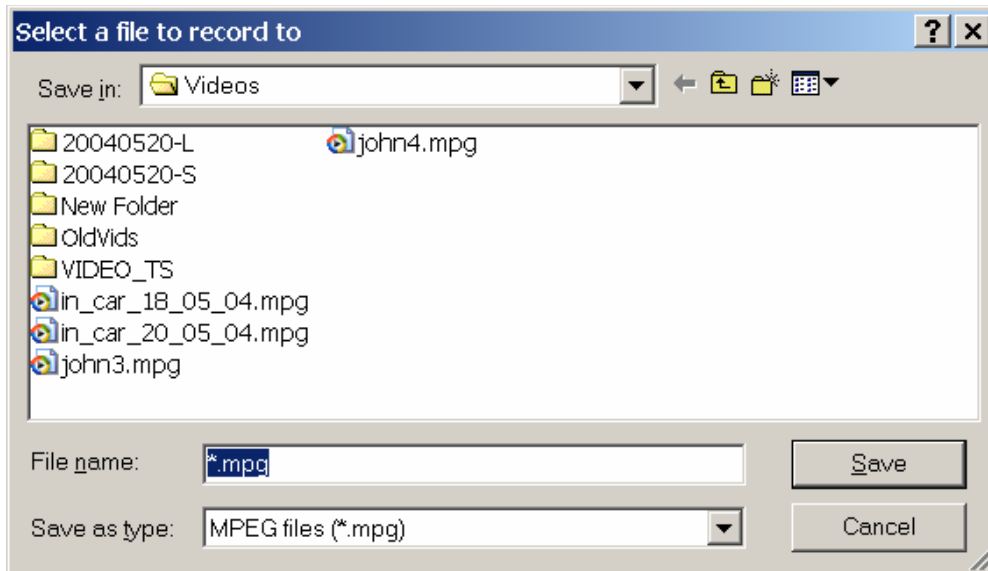 Select a file to record to
Save in: Videos
20040520-L
20040520-S
New Folder
OldVids
VIDEO_TS
in_car_18_05_04.mpg
in_car_20_05_04.mpg
john3.mpg
john4.mpg
File name: *.mpg Save
Save as type: MPEG files (*.mpg) Cancel